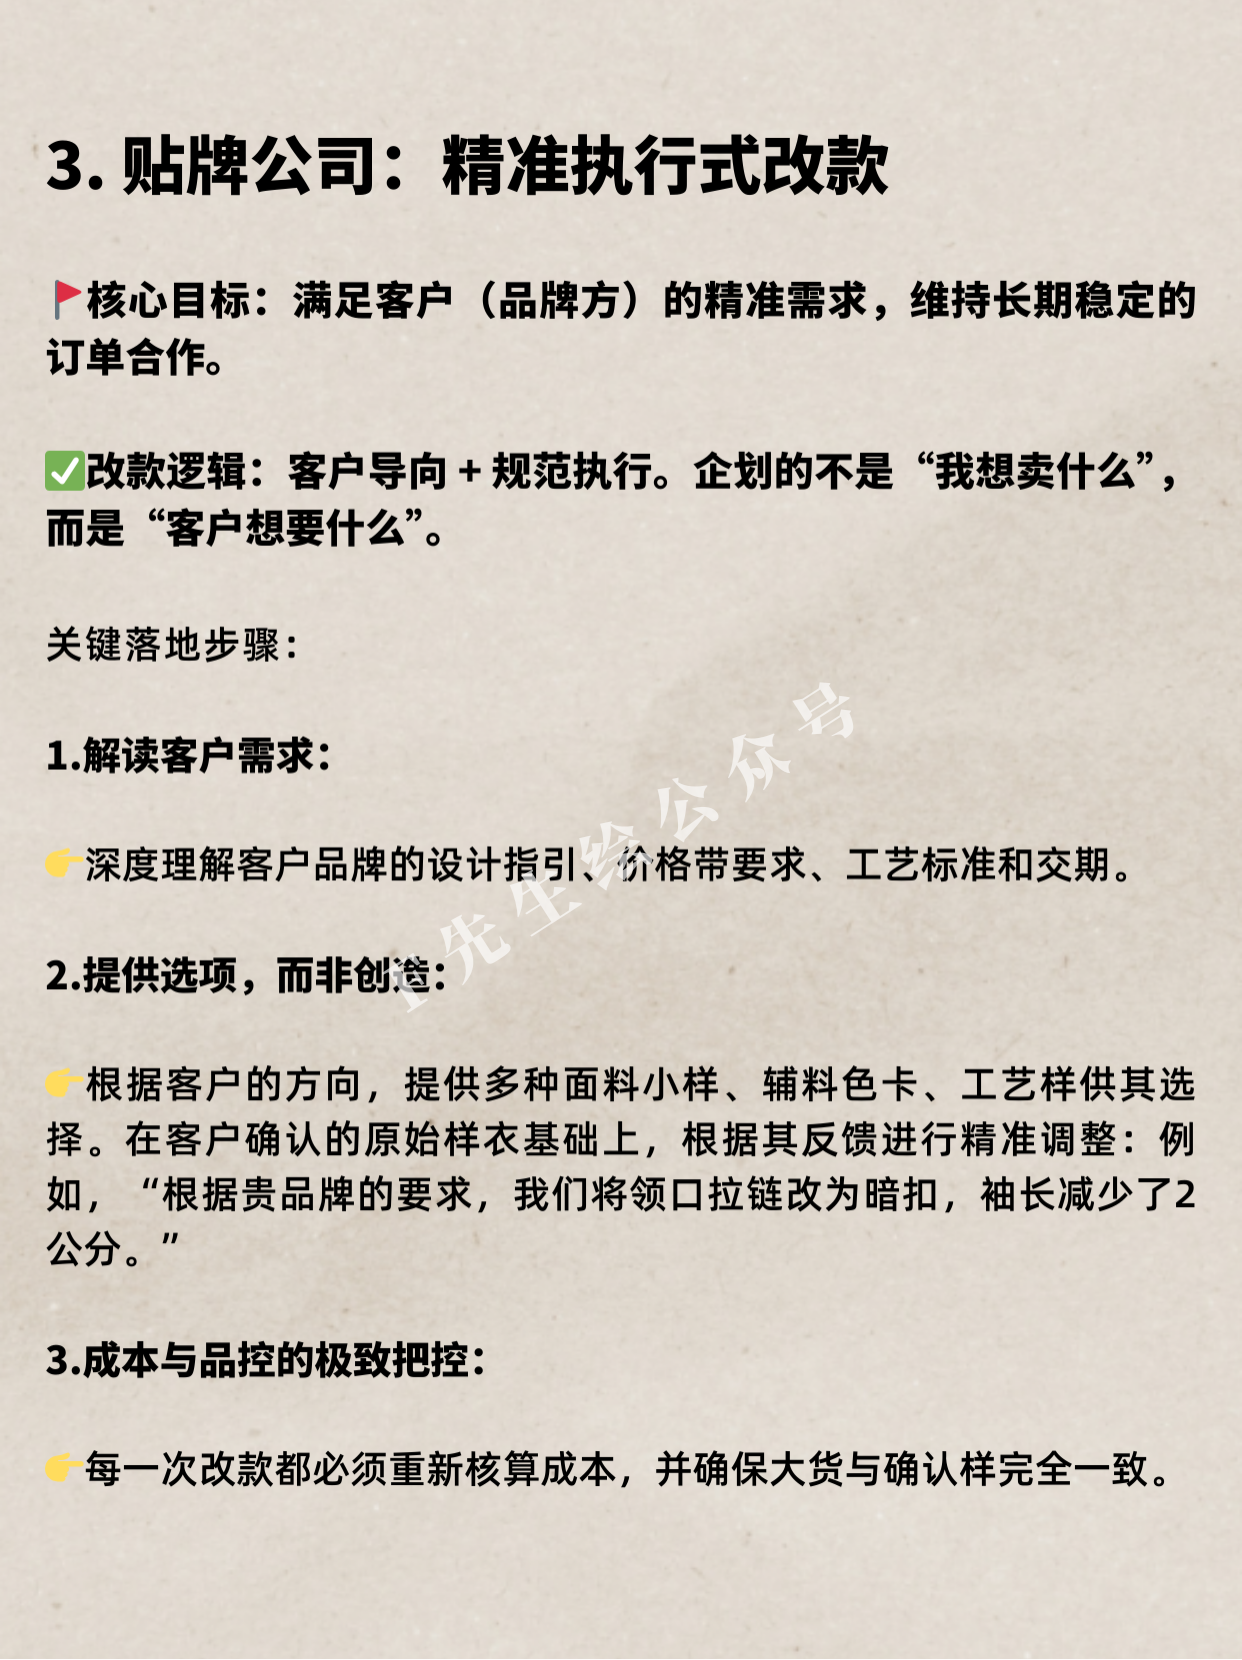 3. 贴牌公司：精准执行式改款
🚩核心目标：满足客户（品牌方）的精准需求，维持长期稳定的
订单合作。
✅改款逻辑：客户导向 + 规范执行。企划的不是“我想卖什么”，
而是“客户想要什么”。
关键落地步骤：
1.解读客户需求：
👉深度理解客户品牌的设计指引、价格带要求、工艺标准和交期。
2.提供选项，而非创造：
👉根据客户的方向，提供多种面料小样、辅料色卡、工艺样供其选
择。在客户确认的原始样衣基础上，根据其反馈进行精准调整：例
如，“根据贵品牌的要求，我们将领口拉链改为暗扣，袖长减少了2
公分。”
3.成本与品控的极致把控：
👉每一次改款都必须重新核算成本，并确保大货与确认样完全一致。
先生绘公众号